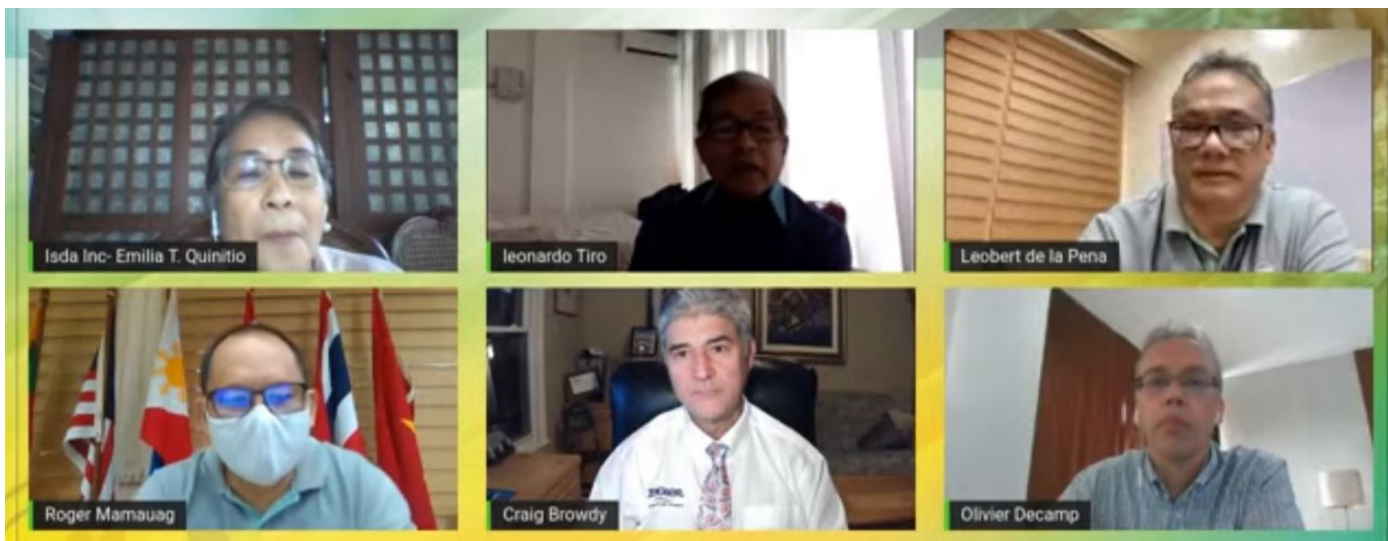 Isda Inc- Emilia T. Quinitio
leonardo Tiro
Leobert de la Pena
Roger Mamauag
Craig Browdy
Olivier Decamp